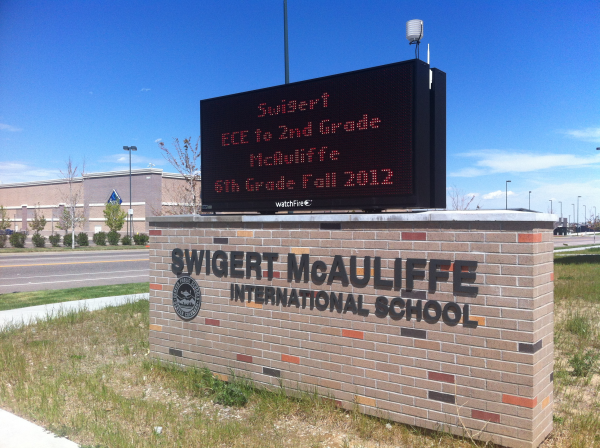 Swigert
ECE to 2nd Grade
McAuliffe
6th Grade Fall 2012
watchFire
SWIGERT McAULIFFE
INTERNATIONAL SCHOOL